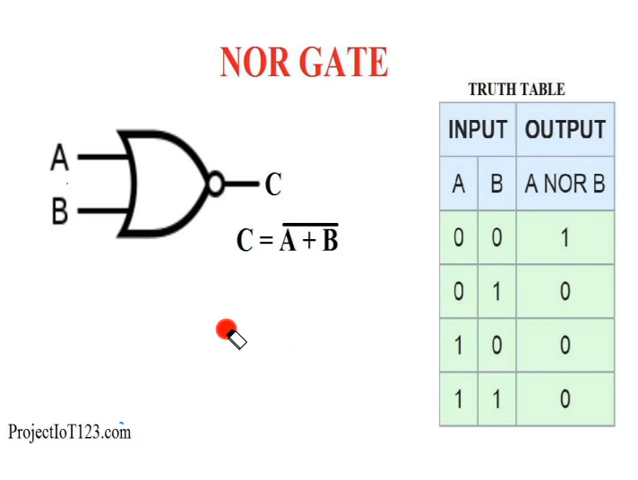 NOR GATE
TRUTH TABLE
INPUT OUTPUT
A B A NOR B
0 0 1
0 1 0
1 0 0
1 1 0
A
B
C
C = A + B
ProjectIoT123.com